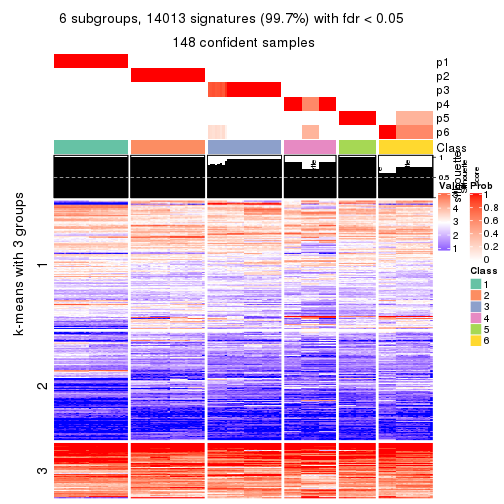 6 subgroups, 14013 signatures (99.7%) with fdr < 0.05
148 confident samples
p1
p2
p3
p4
p5
p6
Class
1
0.5
silhouette
score
k-means with 3 groups
1
2
3
Value
4
3
2
1
Prob
1
0.8
0.6
0.4
0.2
0
Class
1
2
3
4
5
6